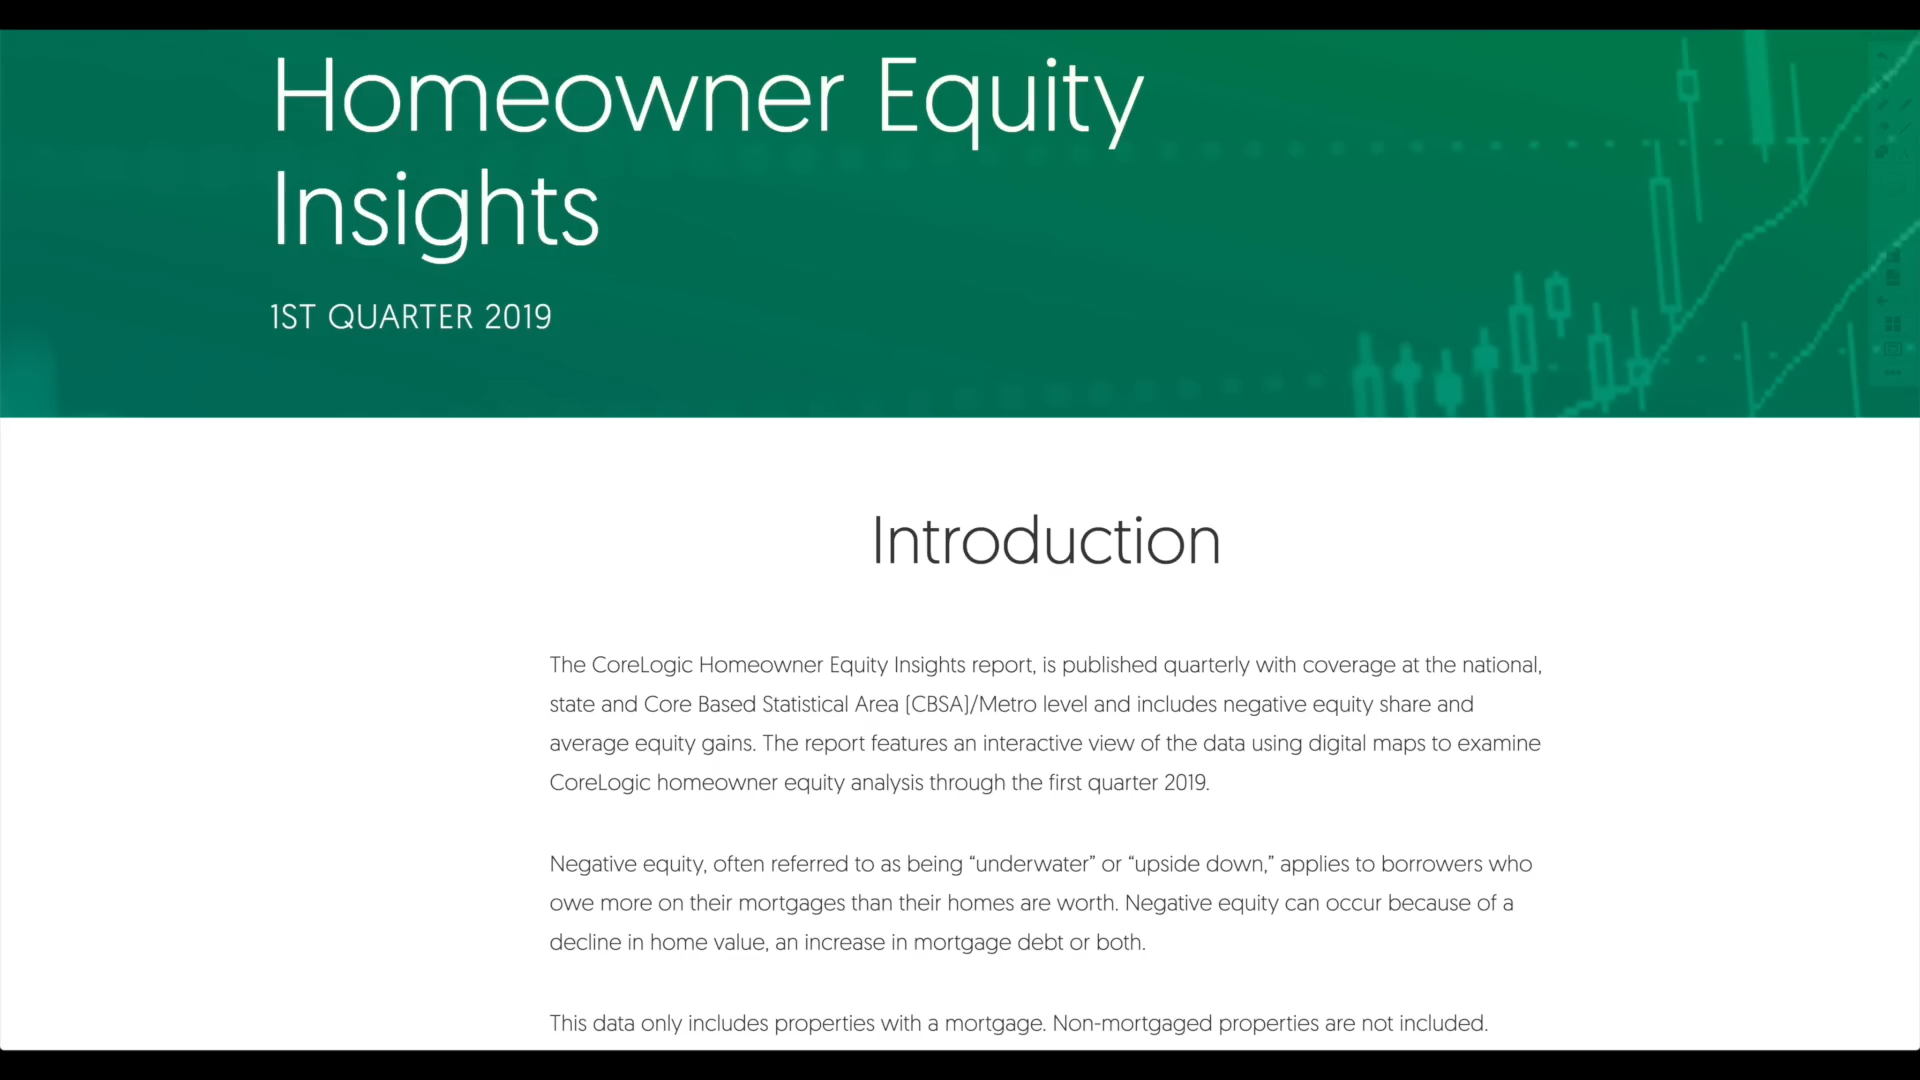 Homeowner Equity
Insights
1ST QUARTER 2019
Introduction
The CoreLogic Homeowner Equity Insights report, is published quarterly with coverage at the national,
state and Core Based Statistical Area (CBSA)/Metro level and includes negative equity share and
average equity gains. The report features an interactive view of the data using digital maps to examine
CoreLogic homeowner equity analysis through the first quarter 2019.
Negative equity, often referred to as being “underwater” or “upside down,” applies to borrowers who
owe more on their mortgages than their homes are worth. Negative equity can occur because of a
decline in home value, an increase in mortgage debt or both.
This data only includes properties with a mortgage. Non-mortgaged properties are not included.